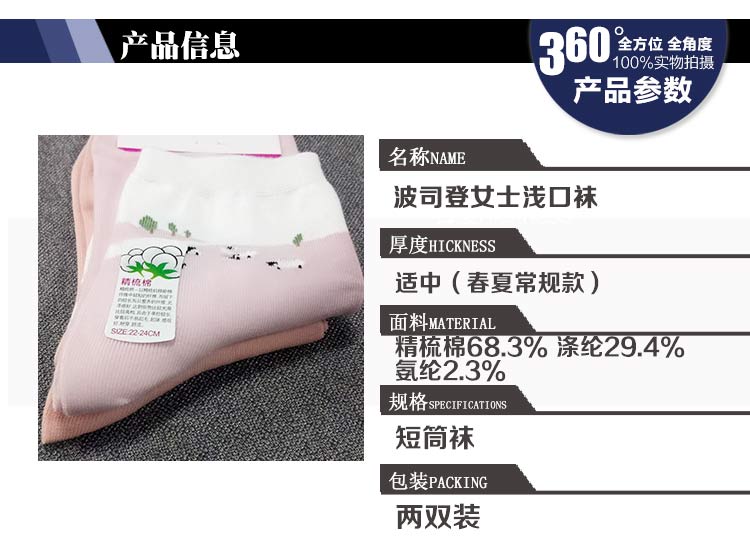 产品信息
360°全方位 全角度
100%实物拍摄
产品参数
精梳棉
SIZE:22-24CM
名称NAME
波司登女士浅口袜
厚度HICKNESS
适中（春夏常规款）
面料MATERIAL
精梳棉68.3% 涤纶29.4%
氨纶2.3%
规格SPECIFICATIONS
短筒袜
包装PACKING
两双装